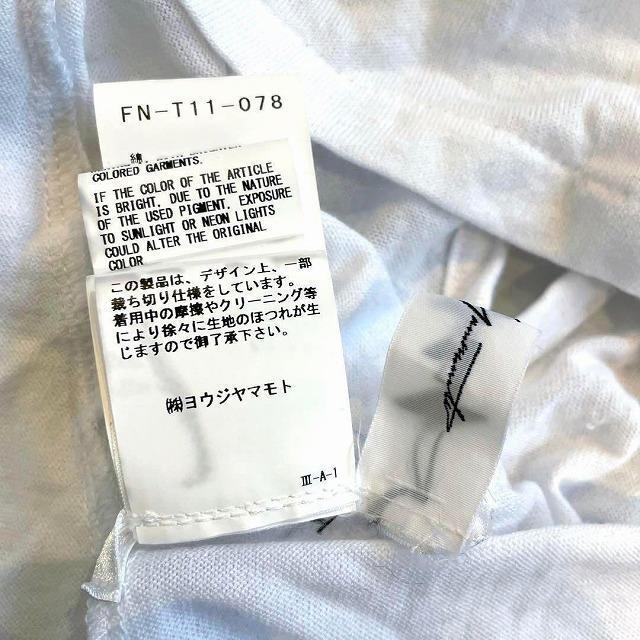 FN-T11-078
綿
COLORED GARMENTS.
IF THE COLOR OF THE ARTICLE
IS BRIGHT, DUE TO THE NATURE
OF THE USED PIGMENT, EXPOSURE
TO SUNLIGHT OR NEON LIGHTS
COULD ALTER THE ORIGINAL
COLOR
この製品は、デザイン上、一部
裁ち切り仕様をしています。
着用中の摩擦やクリーニング等
により徐々に生地のほつれが生
じますので御了承下さい。
㈱ヨウジヤマモト
Ⅲ-A-1